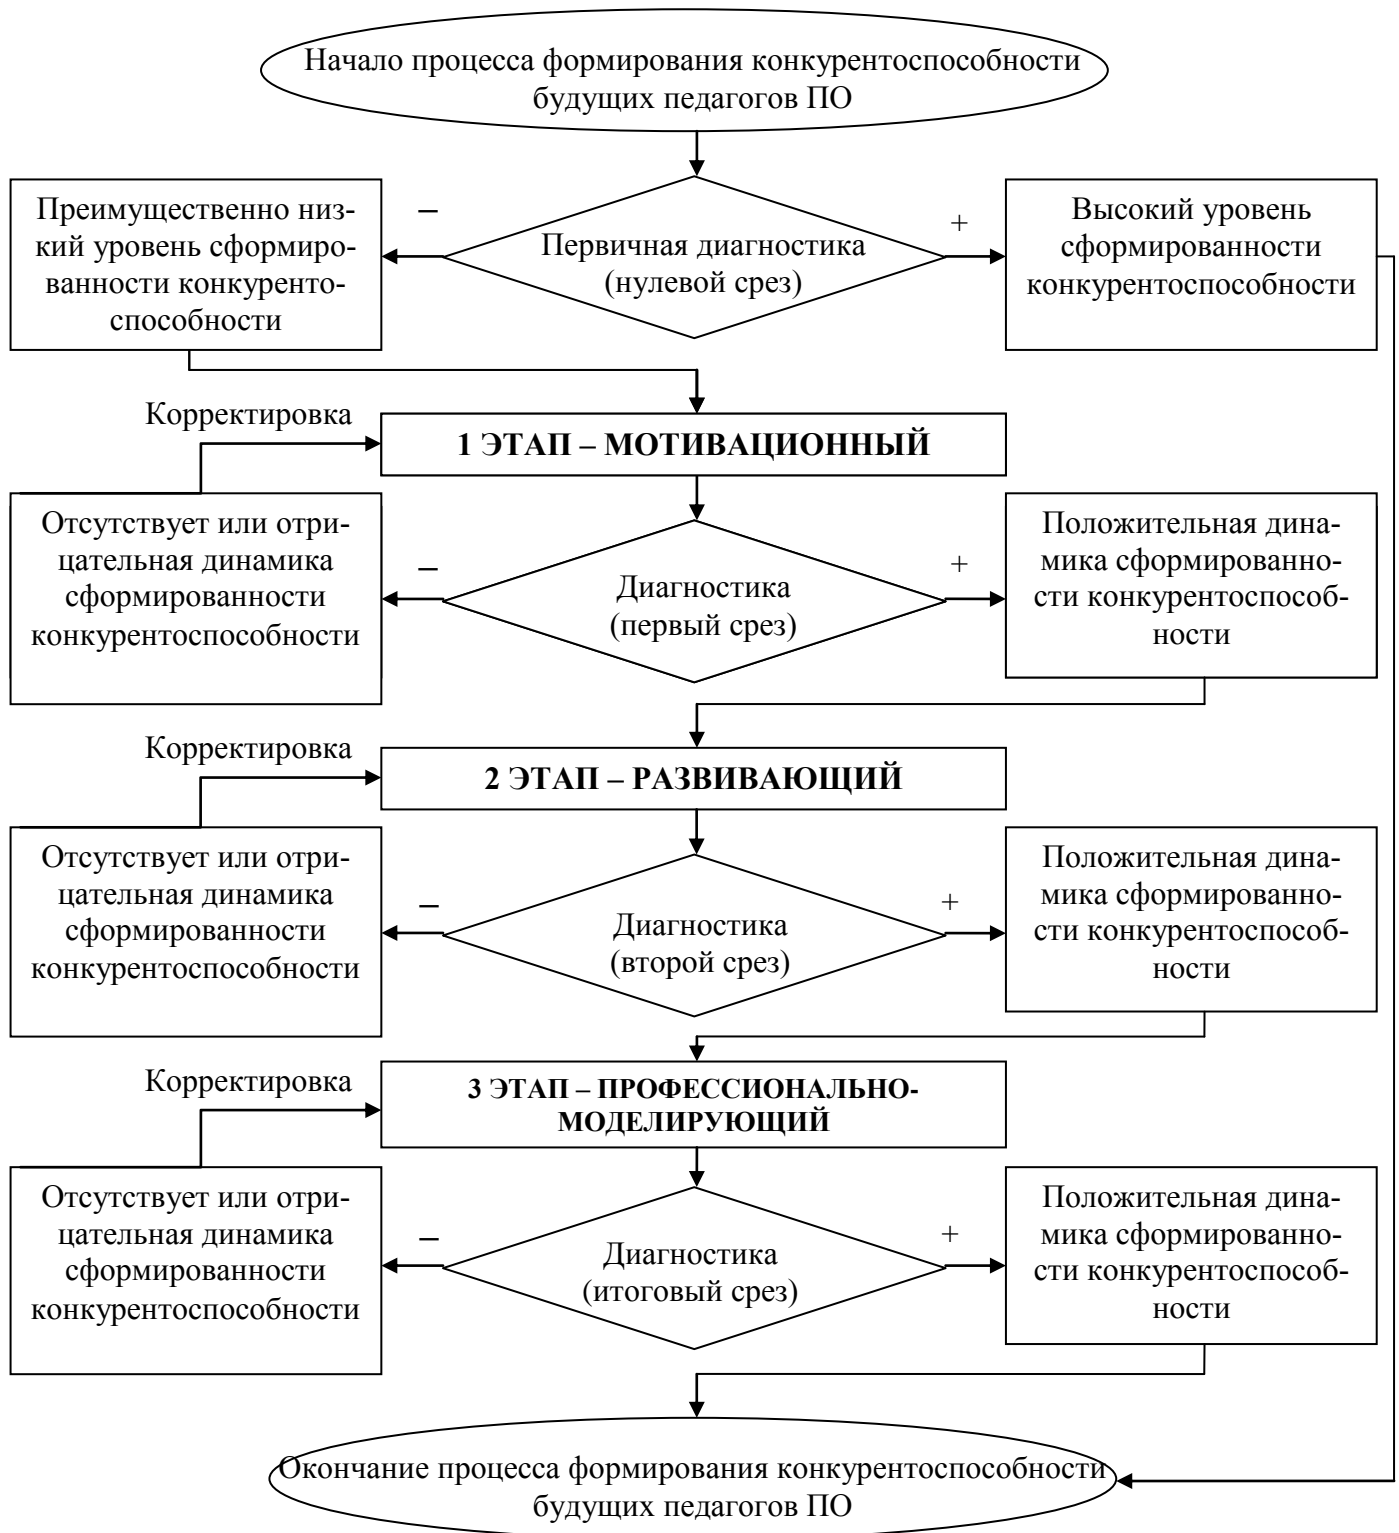 Начало процесса формирования конкурентоспособности
будущих педагогов ПО
Преимущественно низ-
кий уровень сформиро-
ванности конкуренто-
способности
–
Первичная диагностика
(нулевой срез)
+
Высокий уровень
сформированности
конкурентоспособности
Корректировка
1 ЭТАП – МОТИВАЦИОННЫЙ
Отсутствует или отри-
цательная динамика
сформированности
конкурентоспособности
–
Диагностика
(первый срез)
+
Положительная дина-
мика сформированно-
сти конкурентоспособ-
ности
Корректировка
2 ЭТАП – РАЗВИВАЮЩИЙ
Отсутствует или отри-
цательная динамика
сформированности
конкурентоспособности
–
Диагностика
(второй срез)
+
Положительная дина-
мика сформированно-
сти конкурентоспособ-
ности
Корректировка
3 ЭТАП – ПРОФЕССИОНАЛЬНО-
МОДЕЛИРУЮЩИЙ
Отсутствует или отри-
цательная динамика
сформированности
конкурентоспособности
–
Диагностика
(итоговый срез)
+
Положительная дина-
мика сформированно-
сти конкурентоспособ-
ности
Окончание процесса формирования конкурентоспособности
будущих педагогов ПО